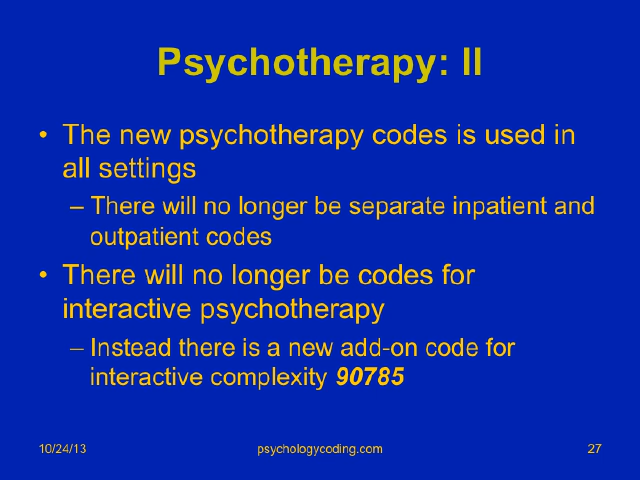 Psychotherapy: II
• The new psychotherapy codes is used in
all settings
– There will no longer be separate inpatient and
outpatient codes
• There will no longer be codes for
interactive psychotherapy
– Instead there is a new add-on code for
interactive complexity 90785
10/24/13 psychologycoding.com 27